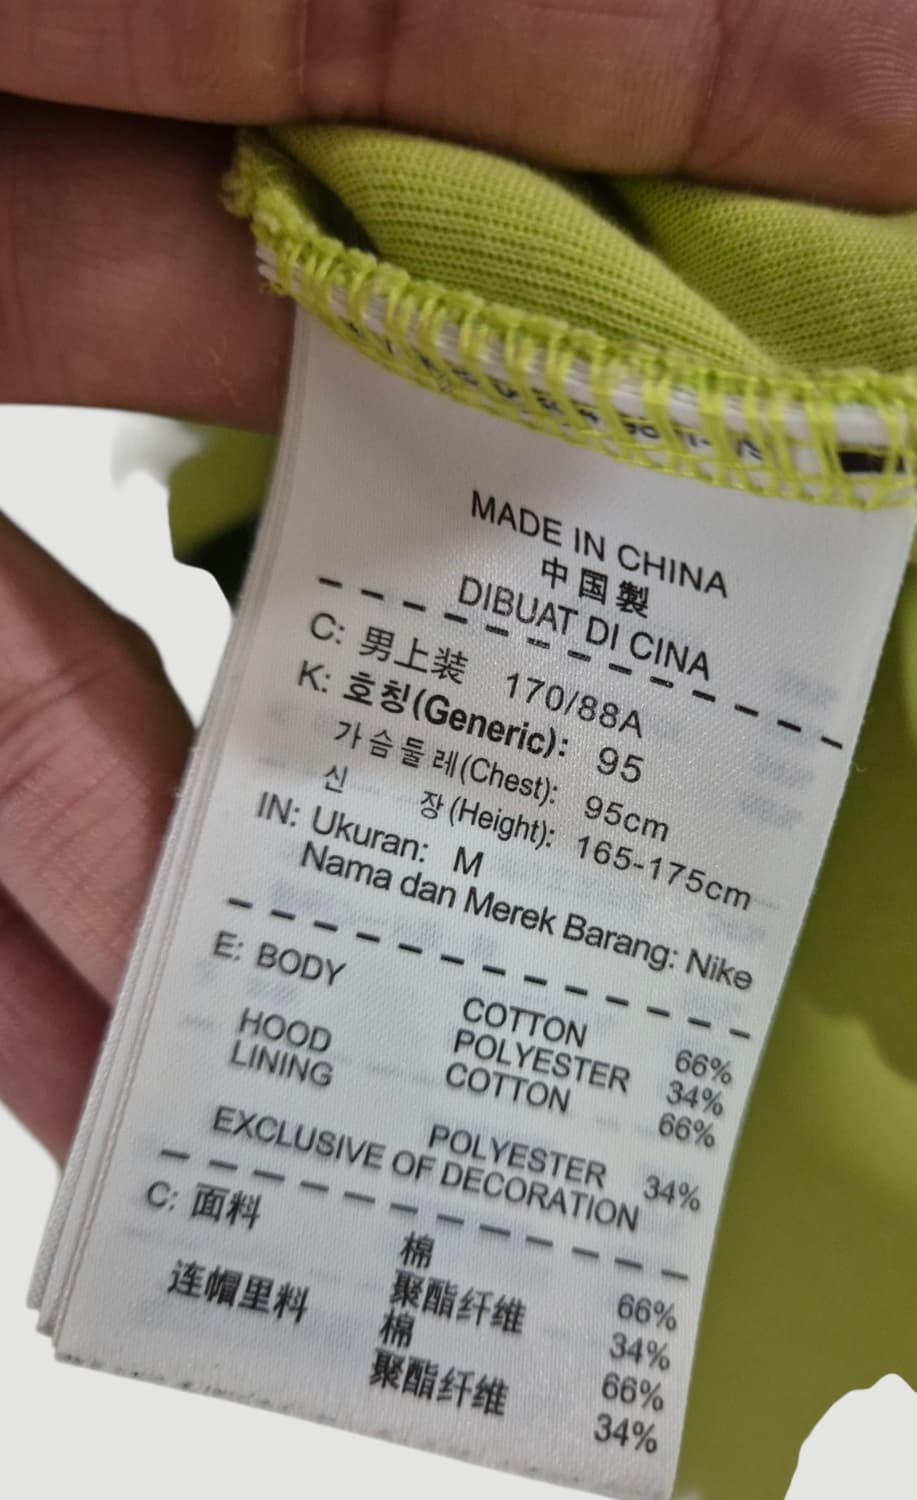 MADE IN CHINA
中国製
DIBUAT DI CINA
C: 男上装 170/88A
K: 호칭(Generic): 95
가슴둘레(Chest): 95cm
신 장(Height): 165-175cm
IN: Ukuran: M
Nama dan Merek Barang: Nike
E: BODY COTTON 66%
POLYESTER 34%
HOOD LINING COTTON 66%
POLYESTER 34%
EXCLUSIVE OF DECORATION
C: 面料 棉 66%
聚酯纤维 34%
连帽里料 棉 66%
聚酯纤维 34%